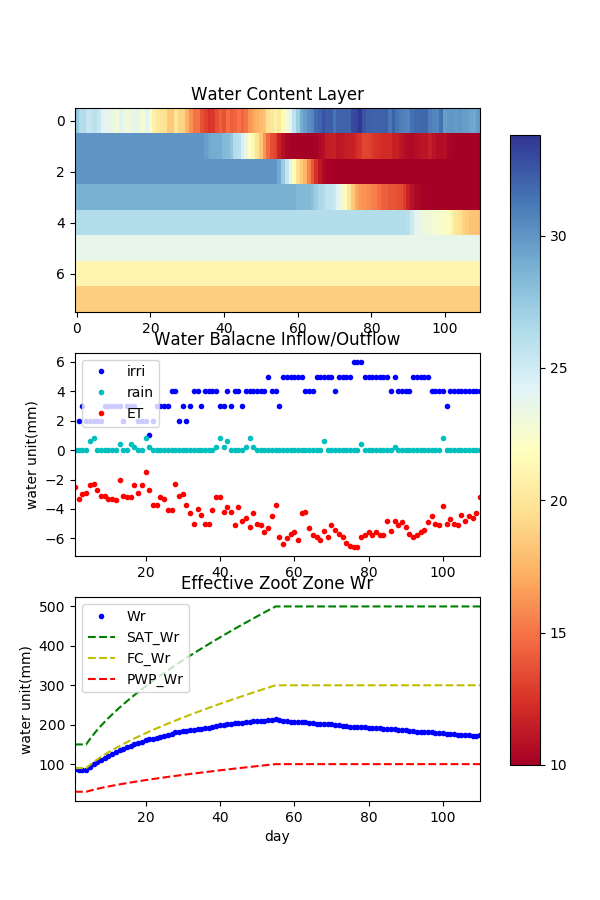 Water Content Layer
0
2
4
6
0 20 40 60 80 100
30
25
20
15
10
Water Balacne Inflow/Outflow
water unit(mm)
6
4
2
0
−2
−4
−6
irri
rain
ET
20 40 60 80 100
Effective Zoot Zone Wr
water unit(mm)
500
400
300
200
100
Wr
SAT_Wr
FC_Wr
PWP_Wr
20 40 60 80 100
day